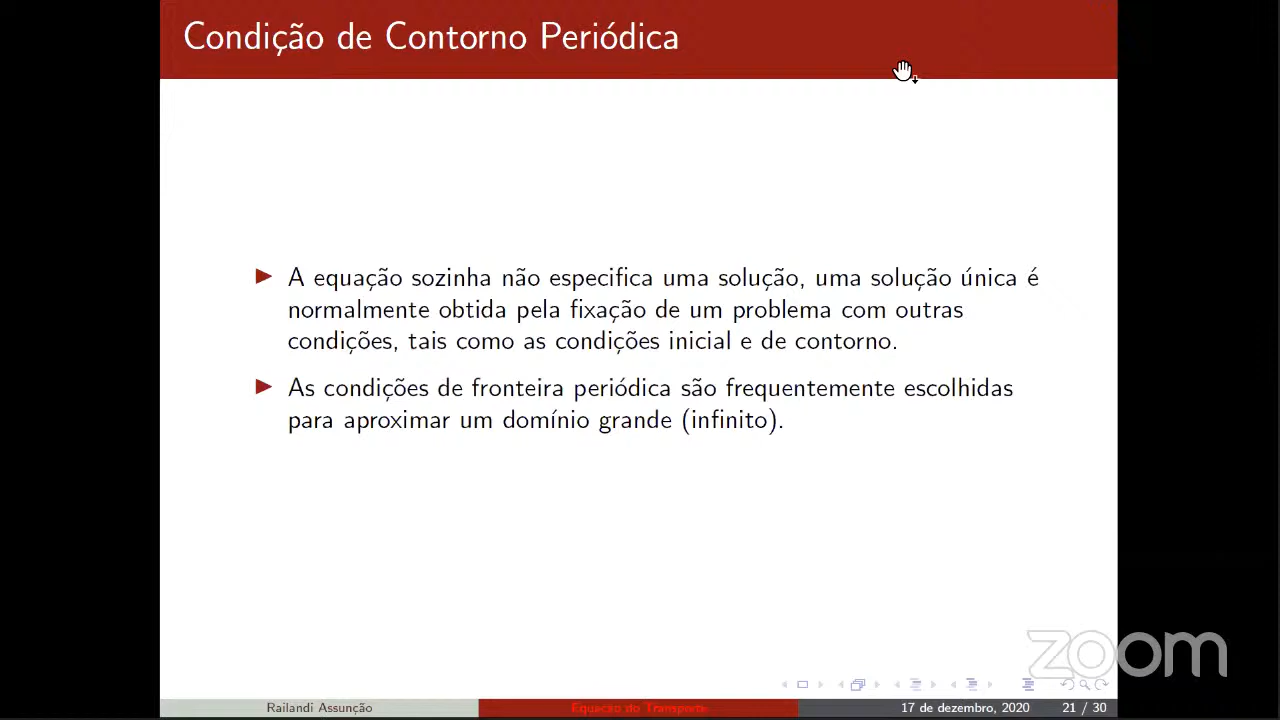 Condição de Contorno Periódica
A equação sozinha não especifica uma solução, uma solução única é
normalmente obtida pela fixação de um problema com outras
condições, tais como as condições inicial e de contorno.
As condições de fronteira periódica são frequentemente escolhidas
para aproximar um domínio grande (infinito).
zoom
Railandi Assunção
Equação do Transporte
17 de dezembro, 2020
21 / 30